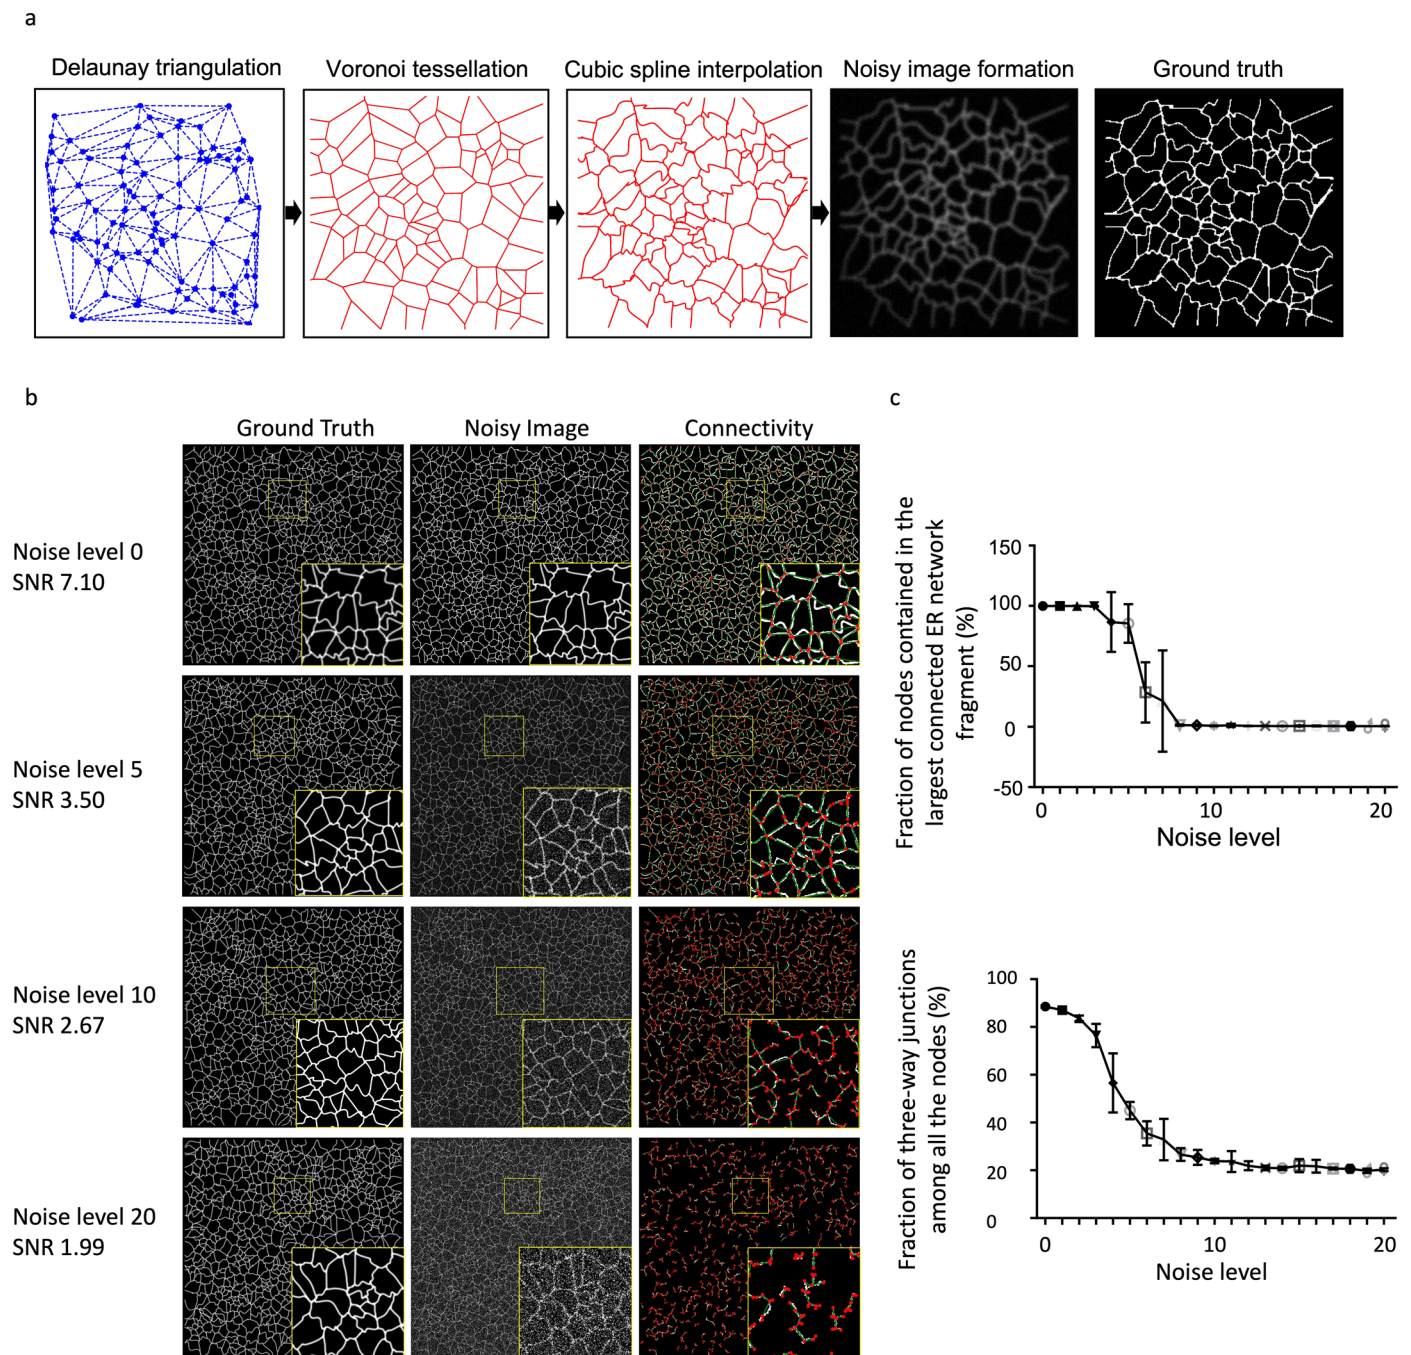 a
Delaunay triangulation
Voronoi tessellation
Cubic spline interpolation
Noisy image formation
Ground truth
b
Ground Truth
Noisy Image
Connectivity
Noise level 0
SNR 7.10
Noise level 5
SNR 3.50
Noise level 10
SNR 2.67
Noise level 20
SNR 1.99
c
Fraction of nodes contained in the
largest connected ER network
fragment (%)
150
100
50
0
-50
0
10
20
Noise level
Fraction of three-way junctions
among all the nodes (%)
100
80
60
40
20
0
0
10
20
Noise level